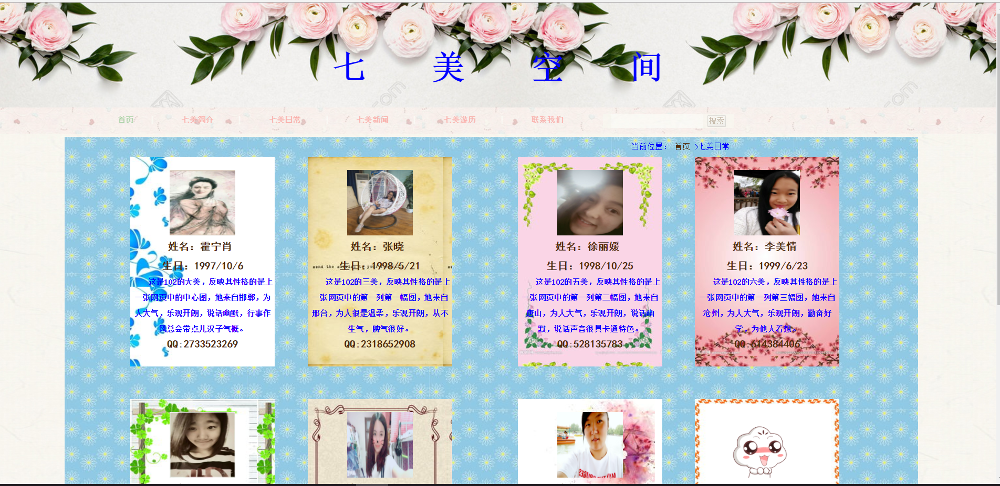 七 美 空 间
首页 七美简介 七美日常 七美新闻 七美游历 联系我们 搜索
当前位置： 首页 >七美日常
姓名：霍宁肖
生日：1997/10/6
这是102的大美，反映其性格的是上
一张网页中的中心图，她来自邯郸，为
人大气，乐观开朗，说话幽默，行事作
风总会带点儿汉子气概。
QQ:2733523269
姓名：张晓
生日：1998/5/21
这是102的三美，反映其性格的是上
一张网页中的第一列第一幅图，她来自
邢台，为人很是温柔，乐观开朗，从不
生气，脾气很好。
QQ:2318652908
姓名：徐丽媛
生日：1998/10/25
这是102的五美，反映其性格的是上
一张网页中的第一列第二幅图，她来自
唐山，为人大气，乐观开朗，说话幽
默，说话声音很具卡通特色。
QQ:528135783
姓名：李美情
生日：1999/6/23
这是102的六美，反映其性格的是上
一张网页中的第一列第三幅图，她来自
沧州，为人大气，乐观开朗，勤奋好
学，为他人着想。
QQ:614384406